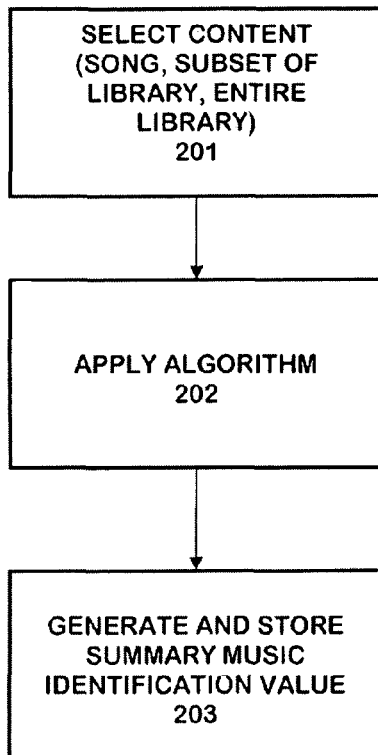 SELECT CONTENT
(SONG, SUBSET OF
LIBRARY, ENTIRE
LIBRARY)
201
APPLY ALGORITHM
202
GENERATE AND STORE
SUMMARY MUSIC
IDENTIFICATION VALUE
203